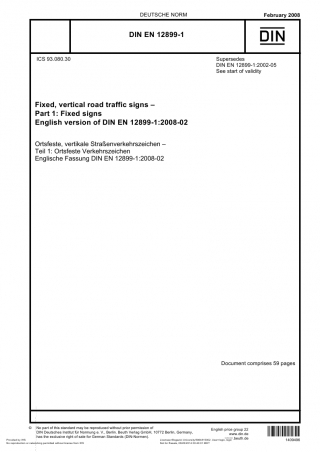 DEUTSCHE NORM
February 2008
DIN EN 12899-1
DIN
ICS 93.080.30
Supersedes
DIN EN 12899-1:2002-05
See start of validity
Fixed, vertical road traffic signs –
Part 1: Fixed signs
English version of DIN EN 12899-1:2008-02
Ortsfeste, vertikale Straßenverkehrszeichen –
Teil 1: Ortsfeste Verkehrszeichen
Englische Fassung DIN EN 12899-1:2008-02
Document comprises 59 pages
© No part of this standard may be reproduced without prior permission of
DIN Deutsches Institut für Normung e. V., Berlin. Beuth Verlag GmbH, 10772 Berlin, Germany,
has the exclusive right of sale for German Standards (DIN-Normen).
English price group 22
www.din.de
www.beuth.de